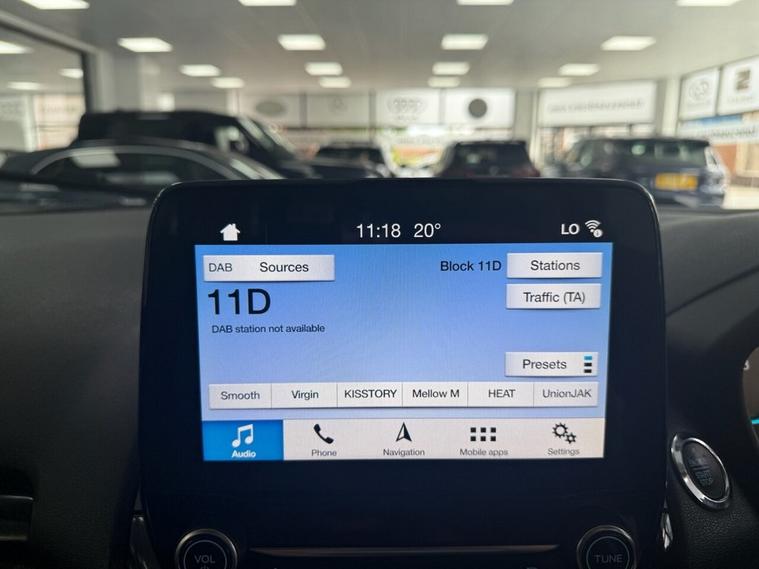 11:18 20°
LO
DAB Sources
Block 11D
Stations
11D
Traffic (TA)
DAB station not available
Presets
Smooth Virgin KISSTORY Mellow M HEAT UnionJAK
Audio Phone Navigation Mobile apps Settings
VOL
TUNE